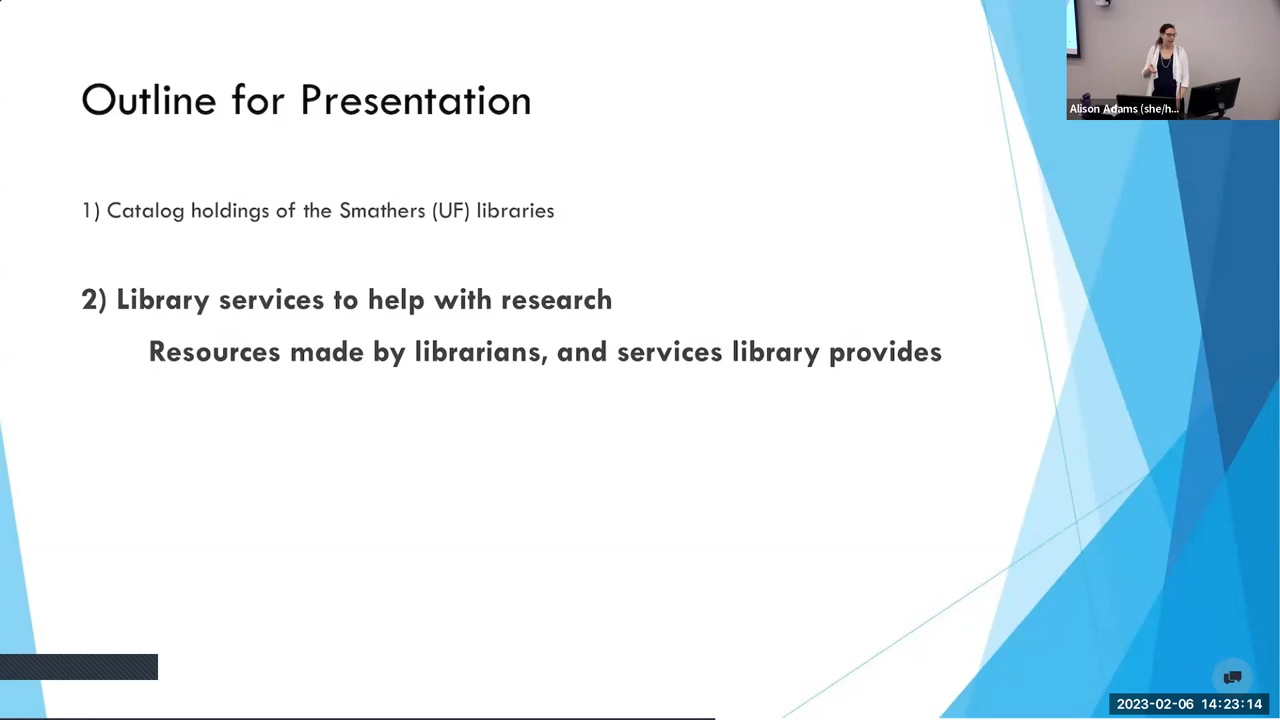 Outline for Presentation
Alison Adams (she/h...
1) Catalog holdings of the Smathers (UF) libraries
2) Library services to help with research
Resources made by librarians, and services library provides
2023-02-06 14:23:14